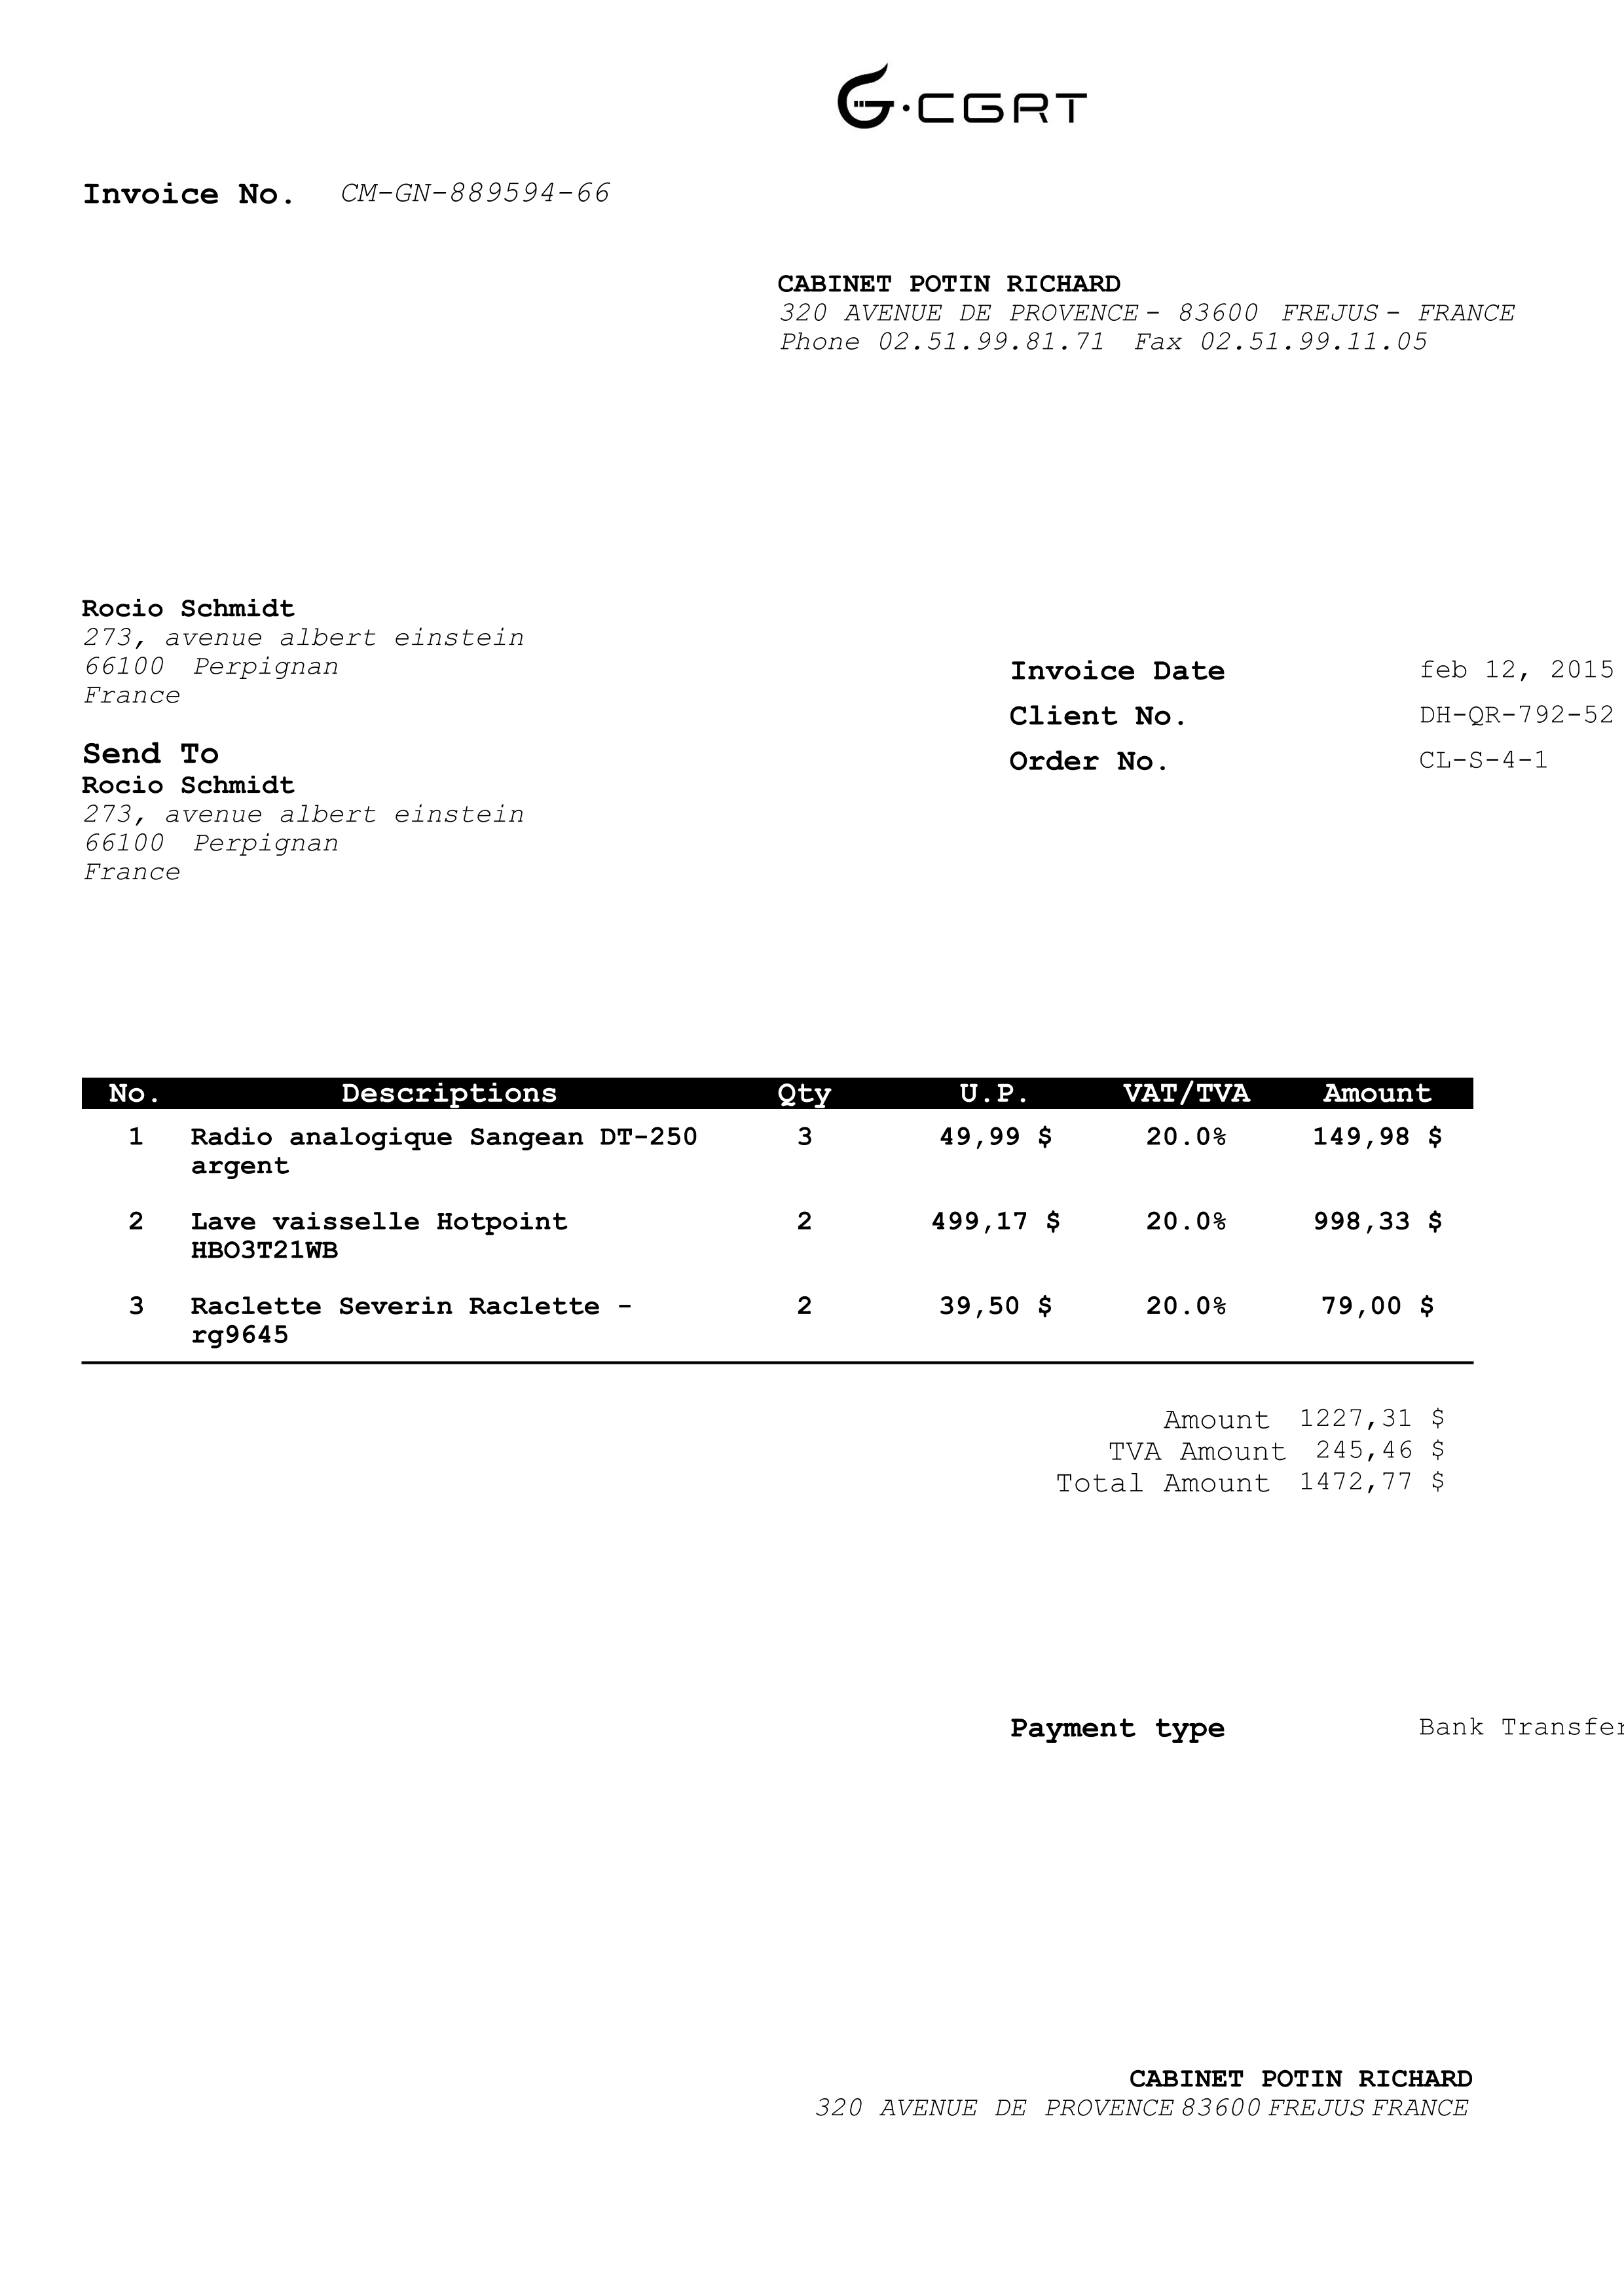 G·CGRT
Invoice No. CM-GN-889594-66
CABINET POTIN RICHARD
320 AVENUE DE PROVENCE - 83600 FREJUS - FRANCE
Phone 02.51.99.81.71 Fax 02.51.99.11.05
Rocio Schmidt
273, avenue albert einstein
66100 Perpignan
France
Send To
Rocio Schmidt
273, avenue albert einstein
66100 Perpignan
France
Invoice Date feb 12, 2015
Client No. DH-QR-792-52
Order No. CL-S-4-1
No. Descriptions Qty U.P. VAT/TVA Amount
1 Radio analogique Sangean DT-250 3 49,99 $ 20.0% 149,98 $
argent
2 Lave vaisselle Hotpoint 2 499,17 $ 20.0% 998,33 $
HBO3T21WB
3 Raclette Severin Raclette - 2 39,50 $ 20.0% 79,00 $
rg9645
Amount 1227,31 $
TVA Amount 245,46 $
Total Amount 1472,77 $
Payment type Bank Transfer
CABINET POTIN RICHARD
320 AVENUE DE PROVENCE 83600 FREJUS FRANCE